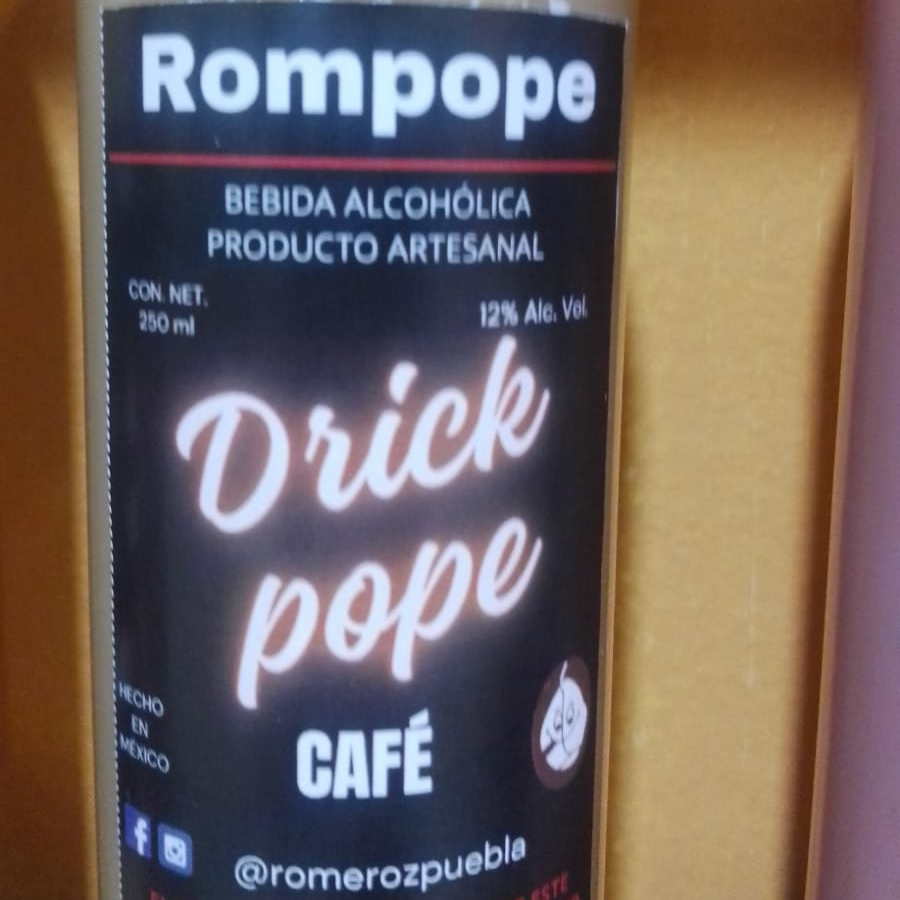 Rompope
BEBIDA ALCOHÓLICA
PRODUCTO ARTESANAL
CON. NET.
250 ml
12% Alc. Vol.
Drick
pope
CAFÉ
HECHO
EN
MÉXICO
@romerozpuebla
ESTE